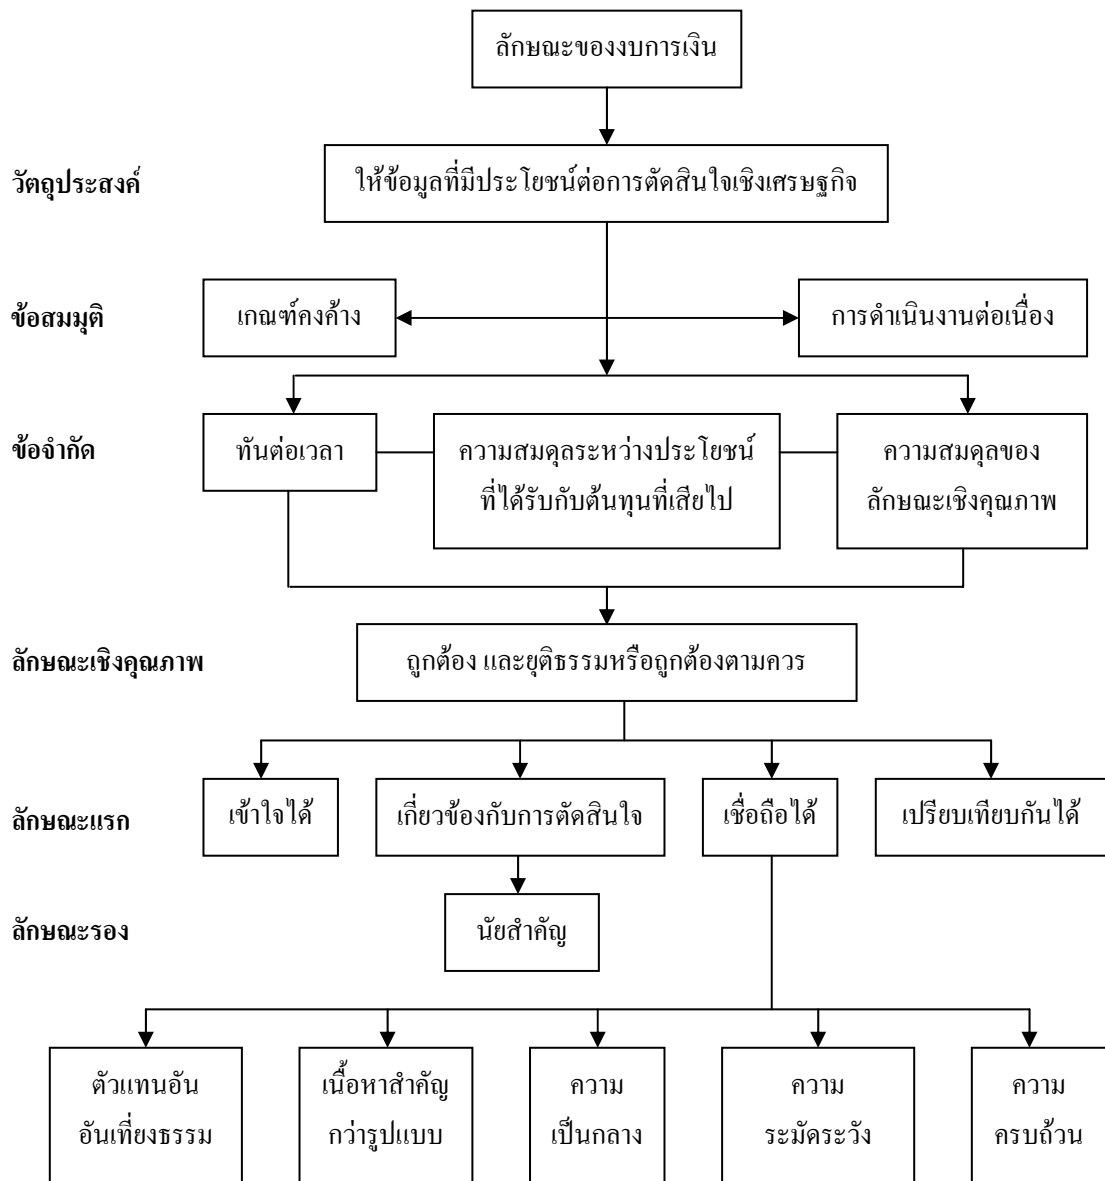 ลักษณะของงบการเงิน
วัตถุประสงค์
ให้ข้อมูลที่มีประโยชน์ต่อการตัดสินใจเชิงเศรษฐกิจ
ข้อสมมุติ
เกณฑ์คงค้าง
การดำเนินงานต่อเนื่อง
ข้อจำกัด
ทันต่อเวลา
ความสมดุลระหว่างประโยชน์
ที่ได้รับกับต้นทุนที่เสียไป
ความสมดุลของ
ลักษณะเชิงคุณภาพ
ลักษณะเชิงคุณภาพ
ถูกต้อง และยุติธรรมหรือถูกต้องตามควร
ลักษณะแรก
เข้าใจได้
เกี่ยวข้องกับการตัดสินใจ
เชื่อถือได้
เปรียบเทียบกันได้
ลักษณะรอง
นัยสำคัญ
ตัวแทนอัน
อันเที่ยงธรรม
เนื้อหาสำคัญ
กว่ารูปแบบ
ความ
เป็นกลาง
ความ
ระมัดระวัง
ความ
ครบถ้วน